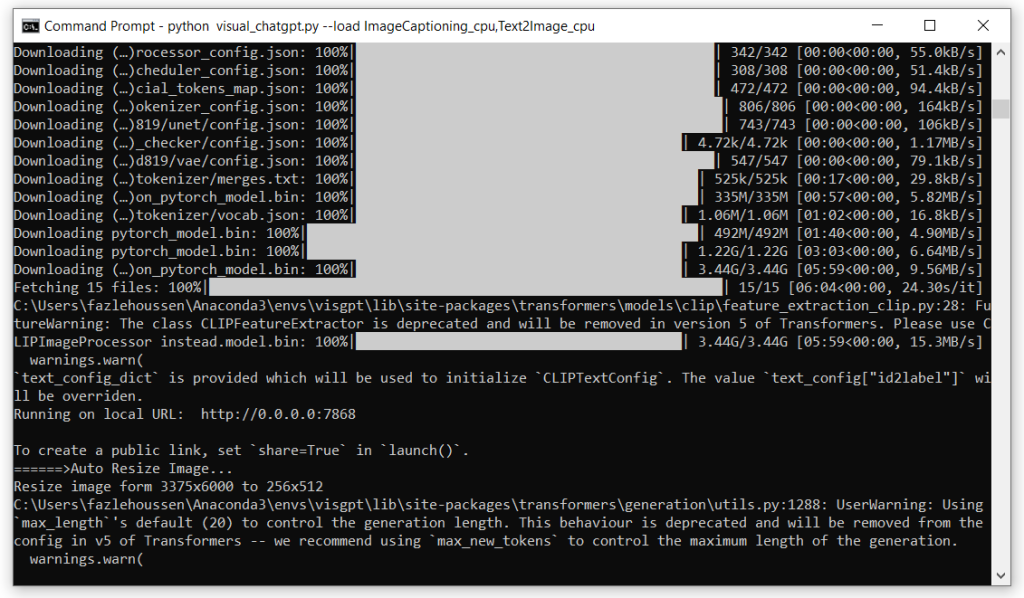 Command Prompt - python visual_chatgpt.py --load ImageCaptioning_cpu,Text2Image_cpu
Downloading (…)rocessor_config.json: 100%| | 342/342 [00:00<00:00, 55.0kB/s]
Downloading (…)cheduler_config.json: 100%| | 308/308 [00:00<00:00, 51.4kB/s]
Downloading (…)cial_tokens_map.json: 100%| | 472/472 [00:00<00:00, 94.4kB/s]
Downloading (…)okenizer_config.json: 100%| | 806/806 [00:00<00:00, 164kB/s]
Downloading (…)819/unet/config.json: 100%| | 743/743 [00:00<00:00, 106kB/s]
Downloading (…)_checker/config.json: 100%| | 4.72k/4.72k [00:00<00:00, 1.17MB/s]
Downloading (…)d819/vae/config.json: 100%| | 547/547 [00:00<00:00, 79.1kB/s]
Downloading (…)tokenizer/merges.txt: 100%| | 525k/525k [00:17<00:00, 29.8kB/s]
Downloading (…)on_pytorch_model.bin: 100%| | 335M/335M [00:57<00:00, 5.82MB/s]
Downloading (…)tokenizer/vocab.json: 100%| | 1.06M/1.06M [01:02<00:00, 16.8kB/s]
Downloading pytorch_model.bin: 100%| | 492M/492M [01:40<00:00, 4.90MB/s]
Downloading pytorch_model.bin: 100%| | 1.22G/1.22G [03:03<00:00, 6.64MB/s]
Downloading (…)on_pytorch_model.bin: 100%| | 3.44G/3.44G [05:59<00:00, 9.56MB/s]
Fetching 15 files: 100%| | 15/15 [06:04<00:00, 24.30s/it]
C:\Users\fazlehoussen\Anaconda3\envs\visgpt\lib\site-packages\transformers\models\clip\feature_extraction_clip.py:28: Fu
tureWarning: The class CLIPFeatureExtractor is deprecated and will be removed in version 5 of Transformers. Please use C
LIPImageProcessor instead.model.bin: 100%| | 3.44G/3.44G [05:59<00:00, 15.3MB/s]
warnings.warn(
`text_config_dict` is provided which will be used to initialize `CLIPTextConfig`. The value `text_config["id2label"]` wi
ll be overriden.
Running on local URL:  http://0.0.0.0:7868
To create a public link, set `share=True` in `launch()`.
======>Auto Resize Image...
Resize image form 3375x6000 to 256x512
C:\Users\fazlehoussen\Anaconda3\envs\visgpt\lib\site-packages\transformers\generation\utils.py:1288: UserWarning: Using
`max_length`'s default (20) to control the generation length. This behaviour is deprecated and will be removed from the
config in v5 of Transformers -- we recommend using `max_new_tokens` to control the maximum length of the generation.
warnings.warn(